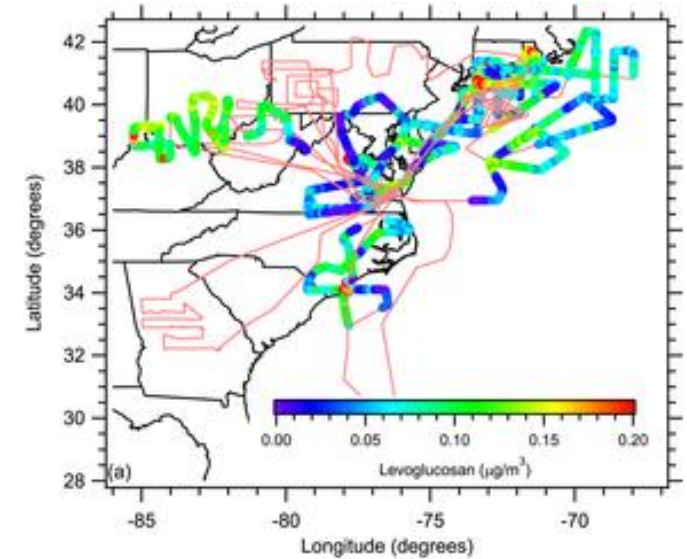 42
40
38
36
34
32
30
28
Latitude (degrees)
0.00 0.05 0.10 0.15 0.20
Levoglucosan (μg/m³)
(a)
-85 -80 -75 -70
Longitude (degrees)